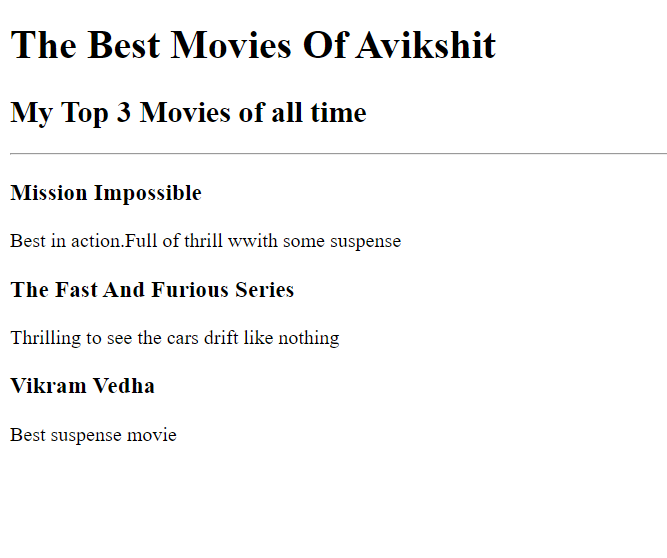 The Best Movies Of Avikshit
My Top 3 Movies of all time
Mission Impossible
Best in action.Full of thrill wwith some suspense
The Fast And Furious Series
Thrilling to see the cars drift like nothing
Vikram Vedha
Best suspense movie